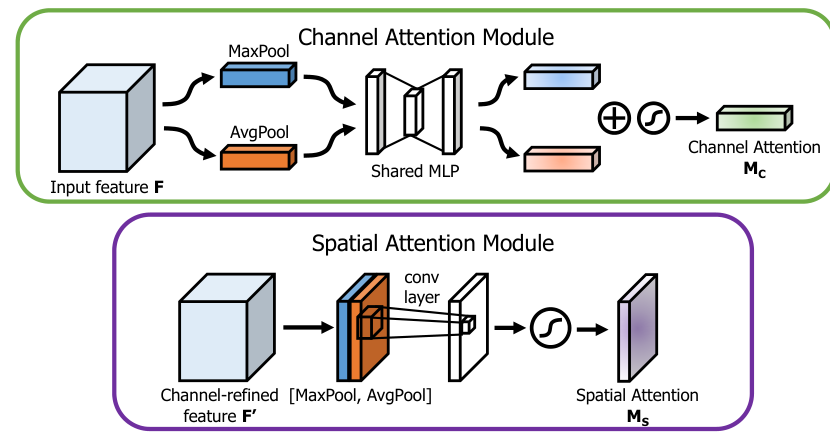 Channel Attention Module
MaxPool
AvgPool
Input feature F
Shared MLP
Channel Attention
Mc
Spatial Attention Module
conv
layer
Channel-refined
feature F'
[MaxPool, AvgPool]
Spatial Attention
Ms